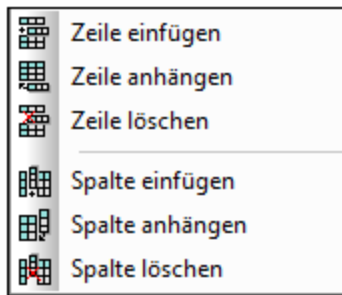 Zeile einfügen
Zeile anhängen
Zeile löschen
Spalte einfügen
Spalte anhängen
Spalte löschen